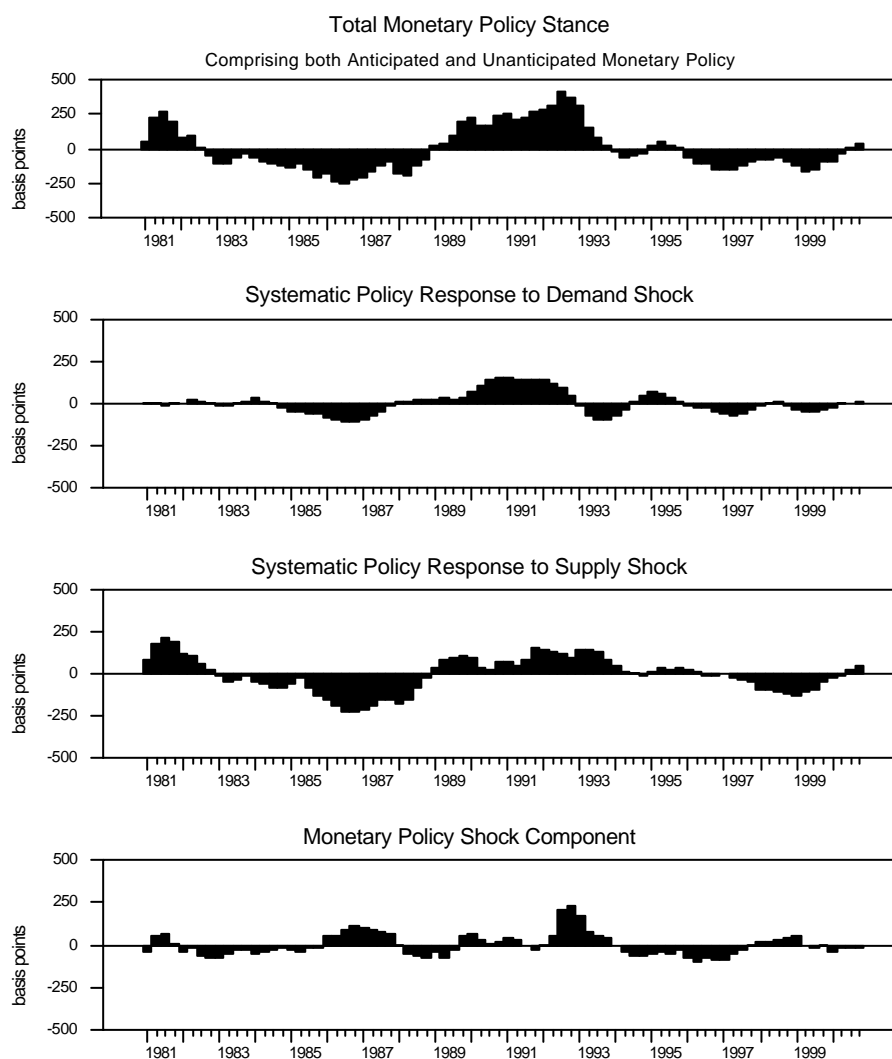 Total Monetary Policy Stance
Comprising both Anticipated and Unanticipated Monetary Policy
500
250
0
-250
-500
basis points
1981 1983 1985 1987 1989 1991 1993 1995 1997 1999
Systematic Policy Response to Demand Shock
500
250
0
-250
-500
basis points
1981 1983 1985 1987 1989 1991 1993 1995 1997 1999
Systematic Policy Response to Supply Shock
500
250
0
-250
-500
basis points
1981 1983 1985 1987 1989 1991 1993 1995 1997 1999
Monetary Policy Shock Component
500
250
0
-250
-500
basis points
1981 1983 1985 1987 1989 1991 1993 1995 1997 1999